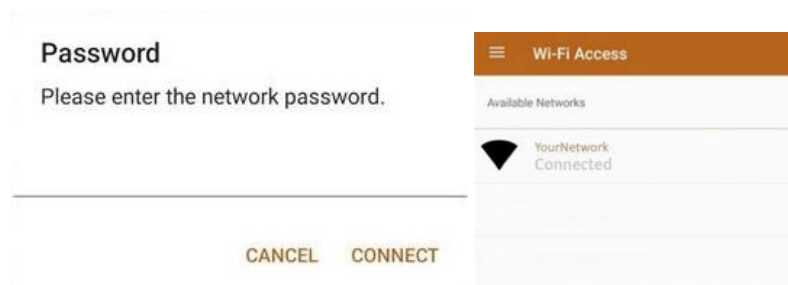 Password
Please enter the network password.
CANCEL CONNECT
Wi-Fi Access
Available Networks
YourNetwork
Connected